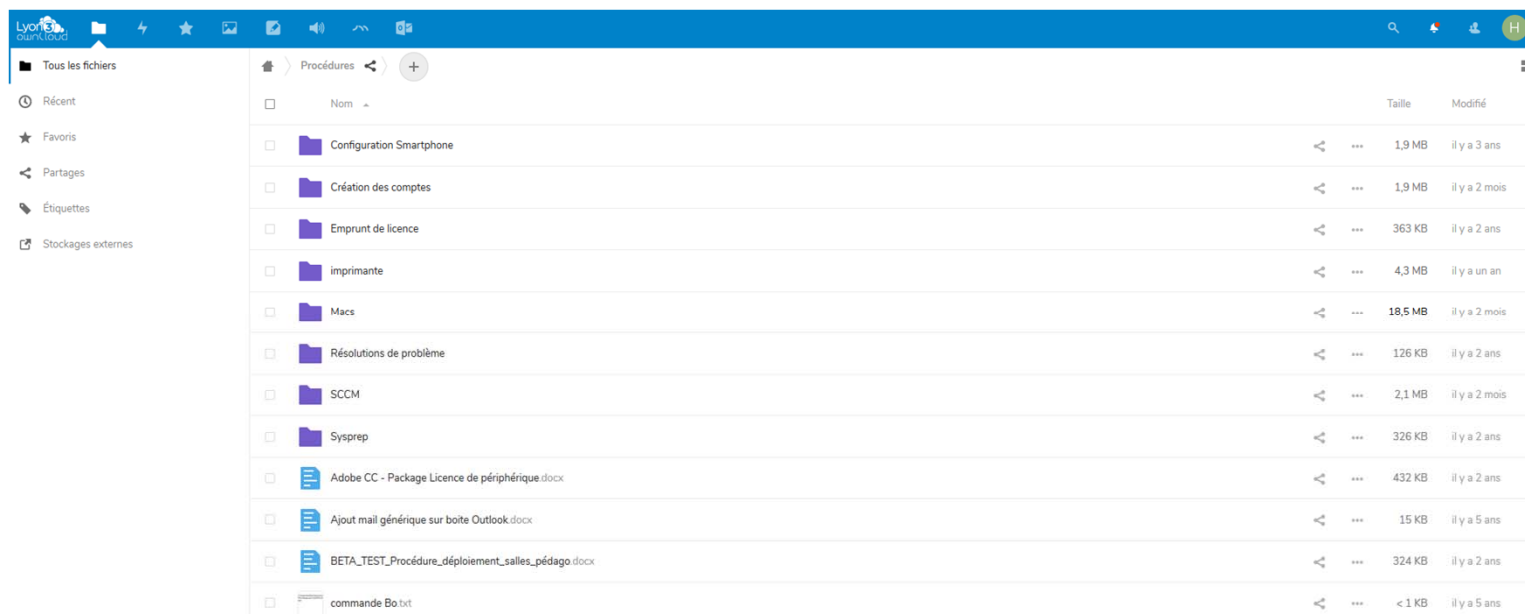 Lyon3
ownCloud
H
Tous les fichiers
Récent
Favoris
Partages
Étiquettes
Stockages externes
Procédures
Nom Taille Modifié
Configuration Smartphone 1,9 MB il y a 3 ans
Création des comptes 1,9 MB il y a 2 mois
Emprunt de licence 363 KB il y a 2 ans
imprimante 4,3 MB il y a un an
Macs 18,5 MB il y a 2 mois
Résolutions de problème 126 KB il y a 2 ans
SCCM 2,1 MB il y a 2 mois
Sysprep 326 KB il y a 2 ans
Adobe CC - Package Licence de périphérique.docx 432 KB il y a 2 ans
Ajout mail générique sur boite Outlook.docx 15 KB il y a 5 ans
BETA_TEST_Procédure_déploiement_salles_pédago.docx 324 KB il y a 2 ans
commande Bo.txt < 1 KB il y a 5 ans